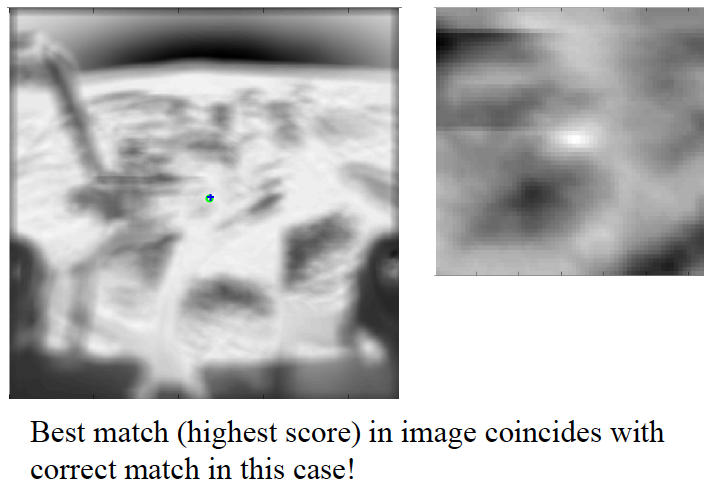 Best match (highest score) in image coincides with
correct match in this case!